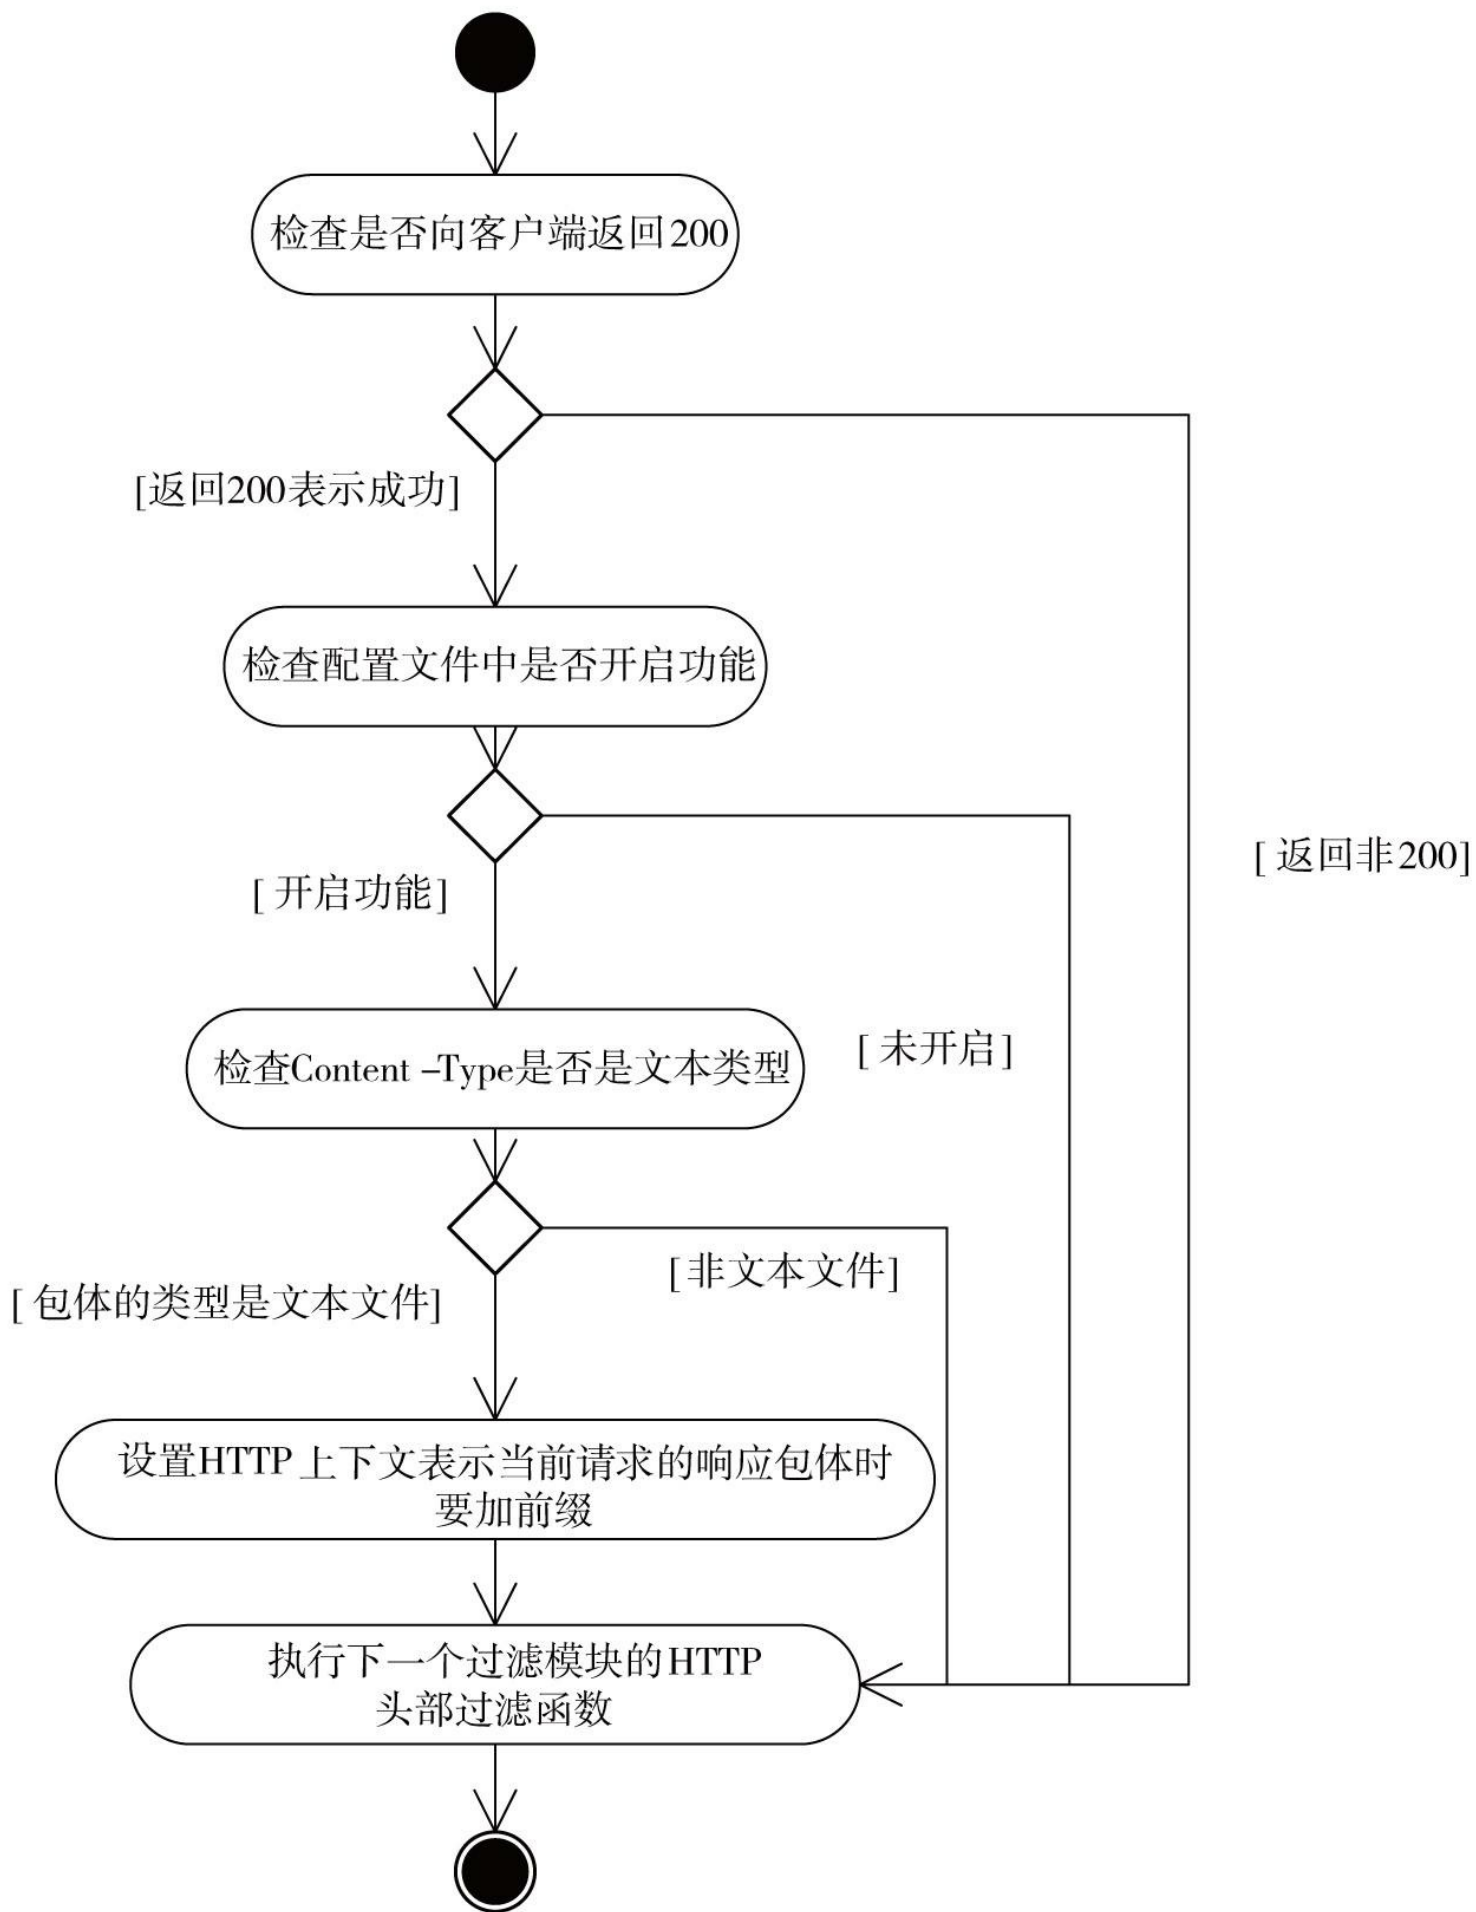 检查是否向客户端返回200
[返回200表示成功]
检查配置文件中是否开启功能
[返回非200]
[开启功能]
[未开启]
检查Content-Type是否是文本类型
[非文本文件]
[包体的类型是文本文件]
设置HTTP上下文表示当前请求的响应包体时
要加前缀
执行下一个过滤模块的HTTP
头部过滤函数